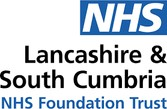 NHS
Lancashire &
South Cumbria
NHS Foundation Trust